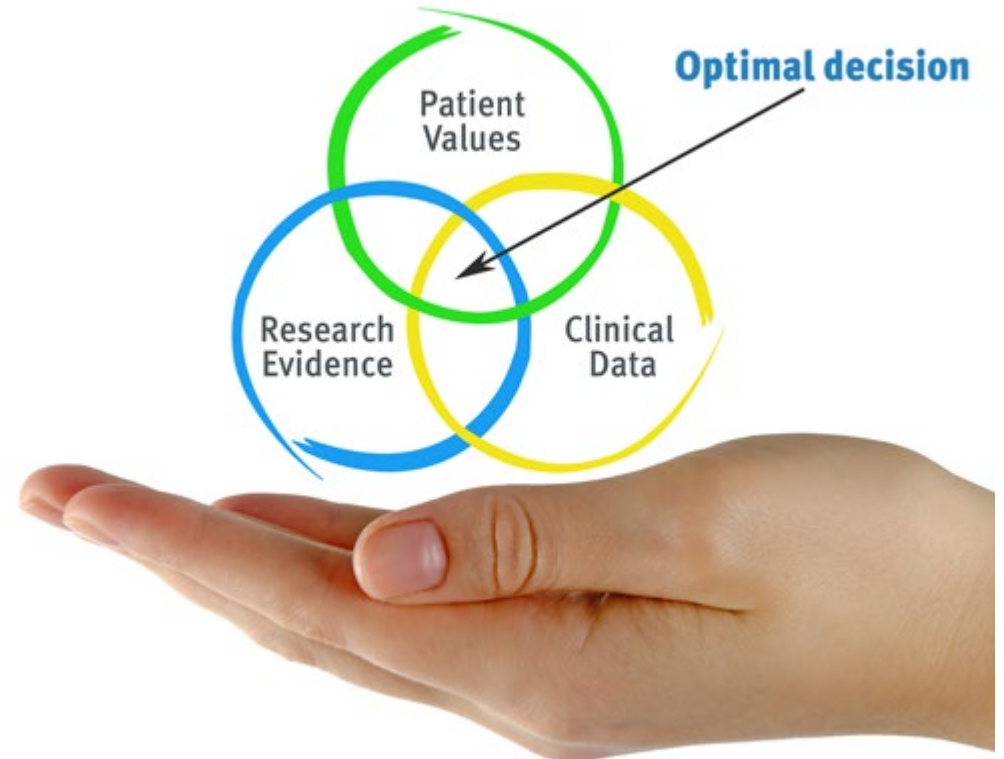 Optimal decision
Patient
Values
Research
Evidence
Clinical
Data